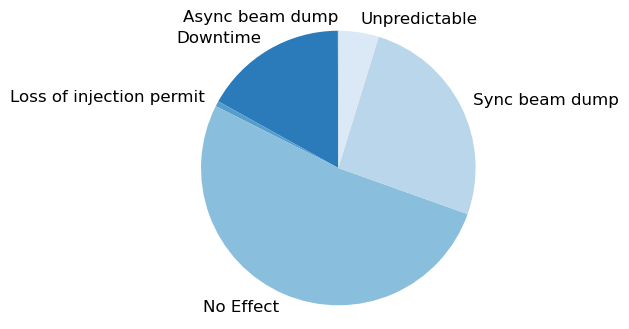 Async beam dump
Unpredictable
Downtime
Loss of injection permit
Sync beam dump
No Effect